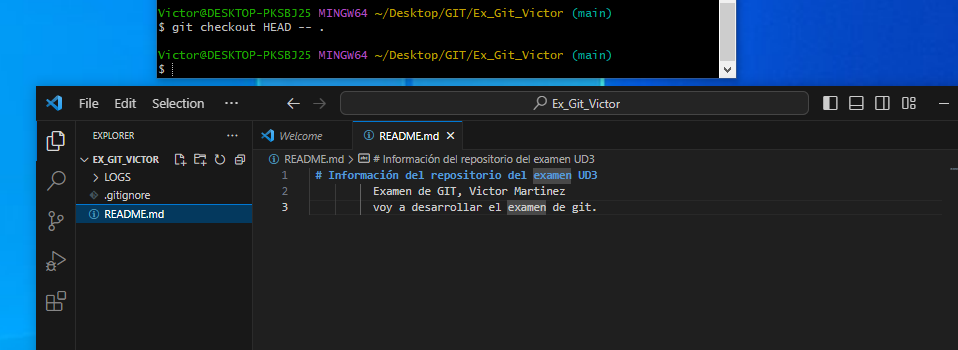 Victor@DESKTOP-PKSBJ25 MINGW64 ~/Desktop/GIT/Ex_Git_Victor (main)
$ git checkout HEAD -- .
Victor@DESKTOP-PKSBJ25 MINGW64 ~/Desktop/GIT/Ex_Git_Victor (main)
$
File Edit Selection ··· Ex_Git_Victor
EXPLORER ··· Welcome README.md
EX_GIT_VICTOR README.md > # Información del repositorio del examen UD3
LOGS 1 # Información del repositorio del examen UD3
.gitignore 2 Examen de GIT, Victor Martinez
README.md 3 voy a desarrollar el examen de git.